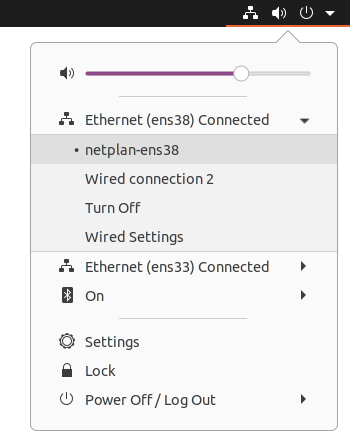 Ethernet (ens38) Connected
• netplan-ens38
Wired connection 2
Turn Off
Wired Settings
Ethernet (ens33) Connected
On
Settings
Lock
Power Off / Log Out